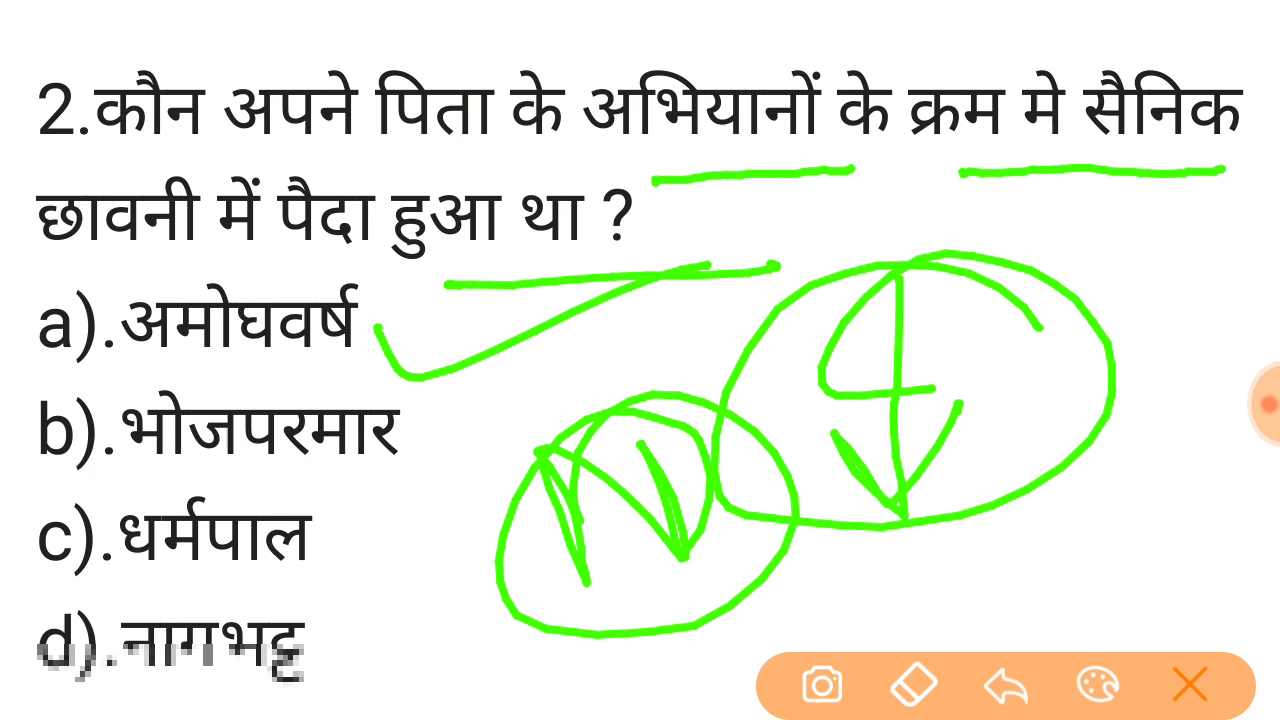 2.कौन अपने पिता के अभियानों के क्रम मे सैनिक
छावनी में पैदा हुआ था ?
a).अमोघवर्ष
b).भोजपरमार
c).धर्मपाल
d).नागभट्ट